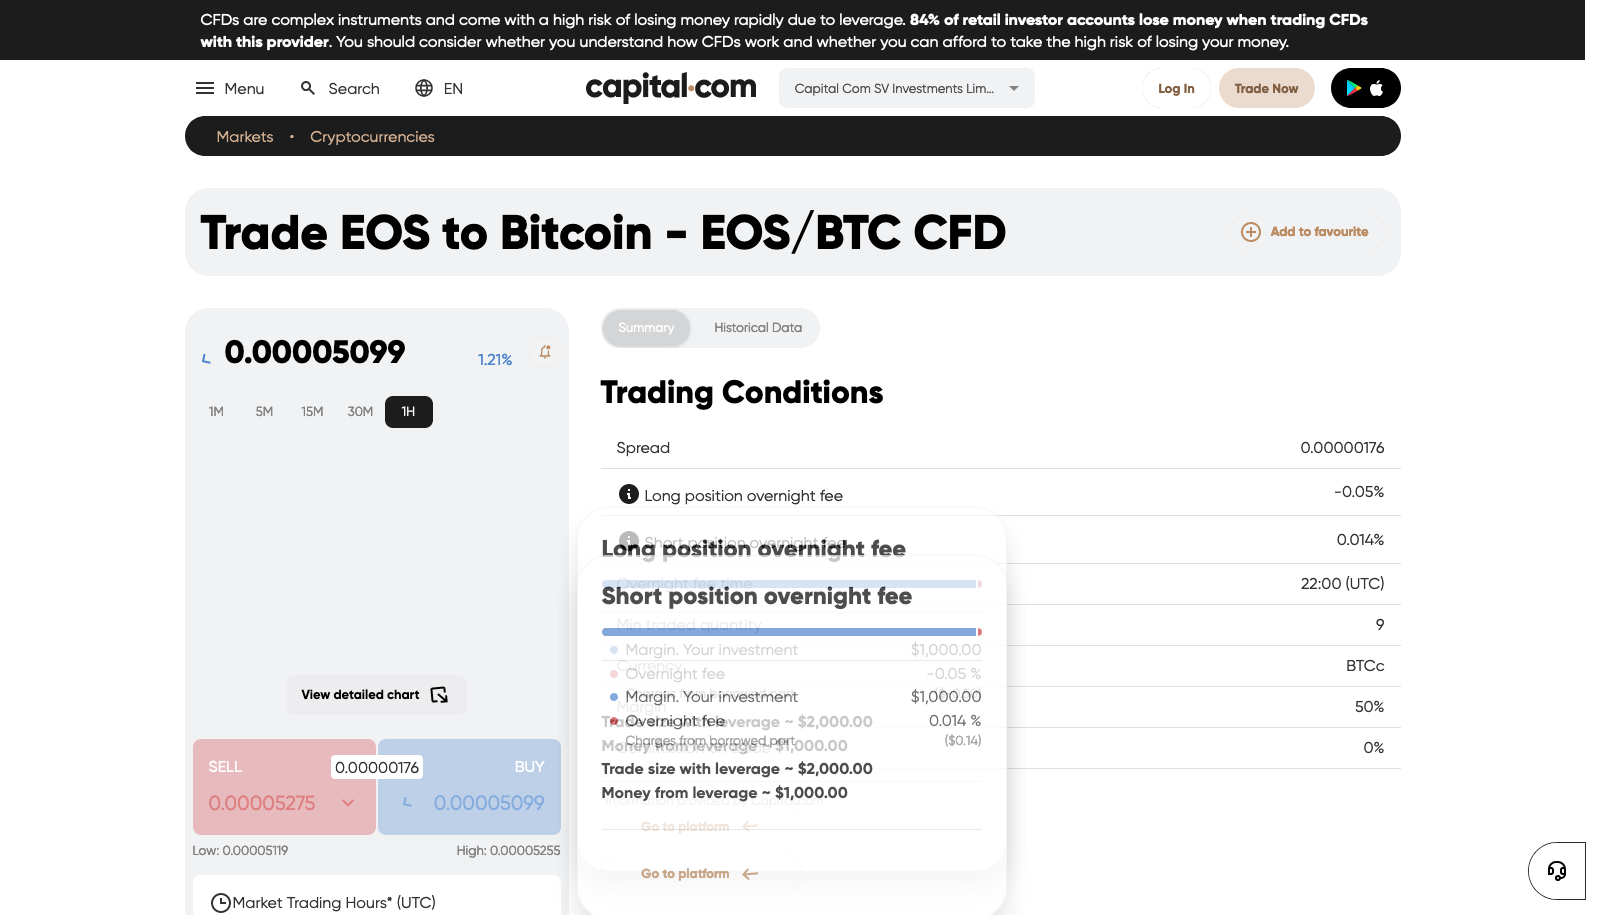 CFDs are complex instruments and come with a high risk of losing money rapidly due to leverage. 84% of retail investor accounts lose money when trading CFDs
with this provider. You should consider whether you understand how CFDs work and whether you can afford to take the high risk of losing your money.
Menu Search EN capital.com Capital Com SV Investments Lim... Log In Trade Now
Markets • Cryptocurrencies
Trade EOS to Bitcoin - EOS/BTC CFD
Add to favourite
0.00005099 1.21%
1M 5M 15M 30M 1H
View detailed chart
SELL 0.00000176 BUY
0.00005275 0.00005099
Low: 0.00005119 High: 0.00005255
Market Trading Hours* (UTC)
Summary Historical Data
Trading Conditions
Spread 0.00000176
Long position overnight fee -0.05%
Short position overnight fee 0.014%
Overnight fee time 22:00 (UTC)
Min traded quantity 9
Currency BTCc
Margin 50%
0%
Long position overnight fee
Margin. Your investment $1,000.00
Overnight fee -0.05 %
Trade size with leverage ~ $2,000.00
Money from leverage ~ $1,000.00
Go to platform
Short position overnight fee
Margin. Your investment $1,000.00
Overnight fee 0.014 %
Charges from borrowed part ($0.14)
Trade size with leverage ~ $2,000.00
Money from leverage ~ $1,000.00
Go to platform